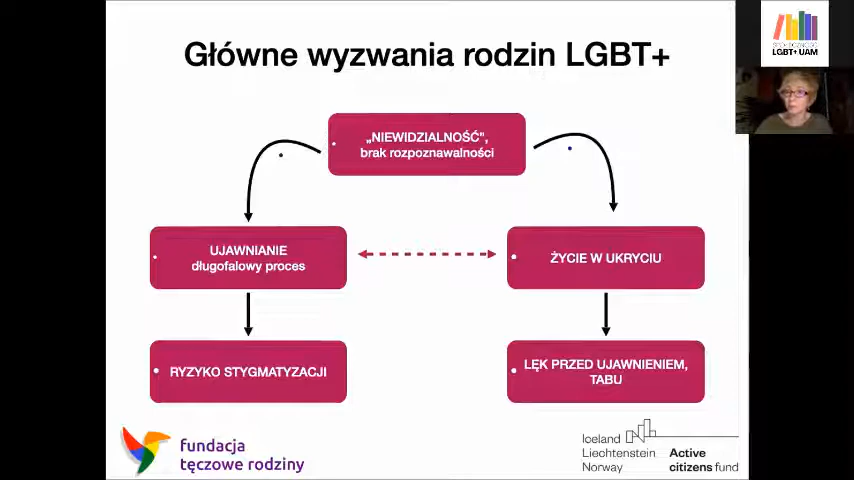 Główne wyzwania rodzin LGBT+
SPOŁECZNOŚĆ
LGBT+ UAM
„NIEWIDZIALNOŚĆ",
brak rozpoznawalności
UJAWNIANIE
długofalowy proces
ŻYCIE W UKRYCIU
RYZYKO STYGMATYZACJI
LĘK PRZED UJAWNIENIEM,
TABU
fundacja
tęczowe rodziny
Iceland
Liechtenstein
Norway
Active
citizens fund